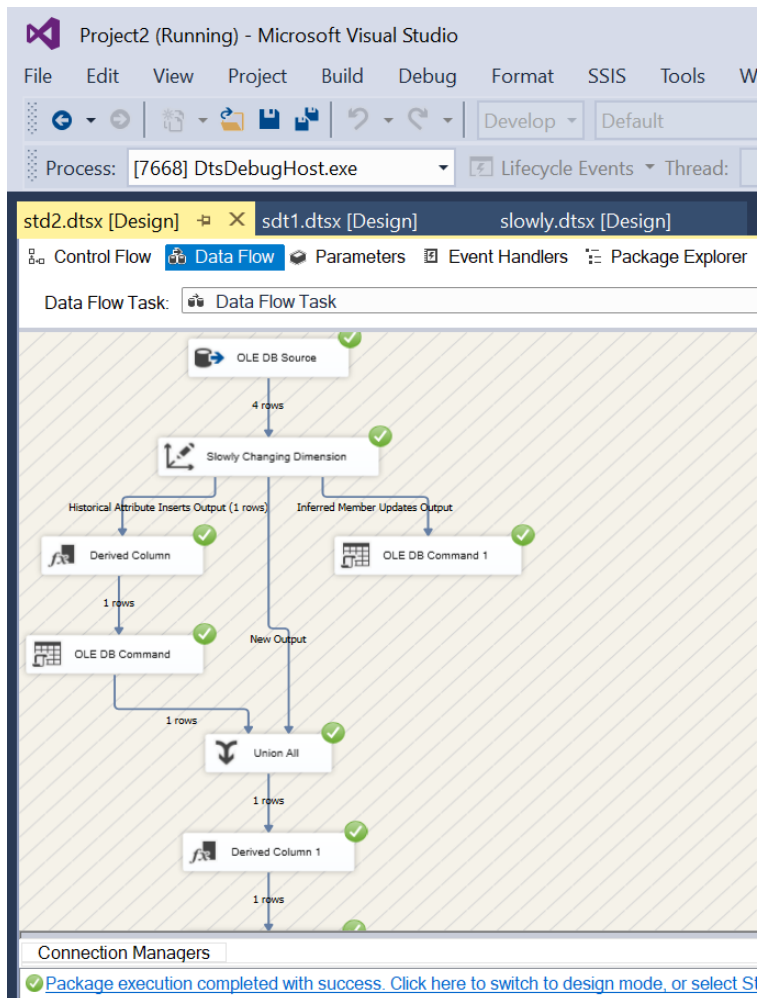 Project2 (Running) - Microsoft Visual Studio
File Edit View Project Build Debug Format SSIS Tools W
Develop Default
Process: [7668] DtsDebugHost.exe Lifecycle Events Thread:
std2.dtsx [Design] sdt1.dtsx [Design] slowly.dtsx [Design]
Control Flow Data Flow Parameters Event Handlers Package Explorer
Data Flow Task: Data Flow Task
OLE DB Source
4 rows
Slowly Changing Dimension
Historical Attribute Inserts Output (1 rows) Inferred Member Updates Output
Derived Column OLE DB Command 1
1 rows
New Output
OLE DB Command
1 rows
Union All
1 rows
Derived Column 1
1 rows
Connection Managers
Package execution completed with success. Click here to switch to design mode, or select St